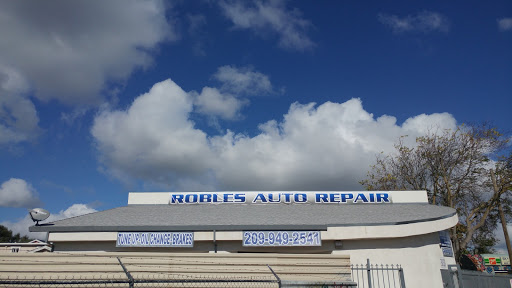 ROBLES AUTO REPAIR
TUNE UP/OIL CHANGE/BRAKES
209-949-2541